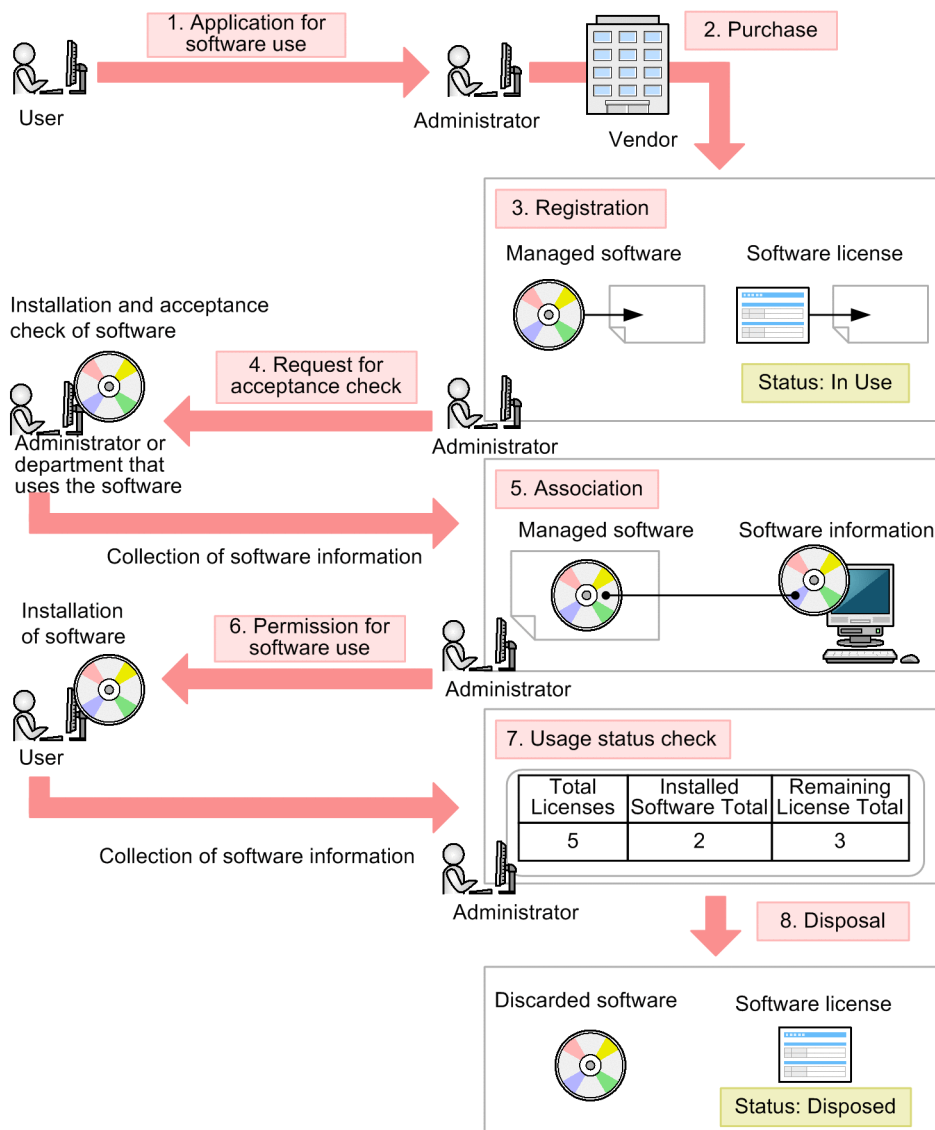 1. Application for
software use
2. Purchase
User
Administrator
Vendor
3. Registration
Managed software
Software license
Installation and acceptance
check of software
4. Request for
acceptance check
Status: In Use
Administrator or
department that
uses the software
Administrator
5. Association
Managed software
Software information
Collection of software information
Installation
of software
6. Permission for
software use
Administrator
User
7. Usage status check
Total
Licenses
Installed
Software Total
Remaining
License Total
5
2
3
Collection of software information
Administrator
8. Disposal
Discarded software
Software license
Status: Disposed